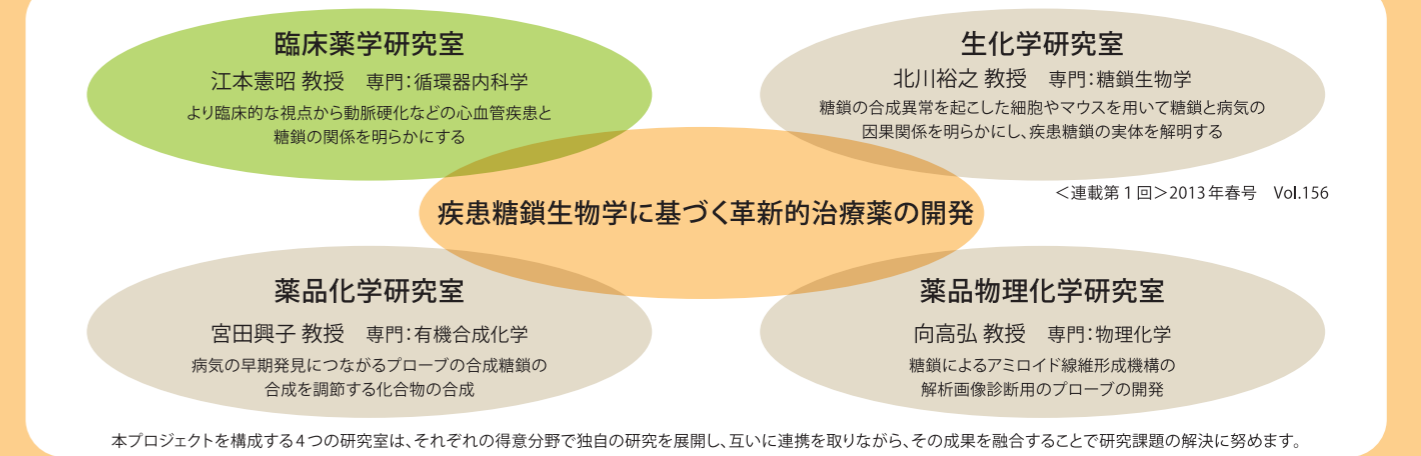 臨床薬学研究室
江本憲昭 教授　専門：循環器内科学
より臨床的な視点から動脈硬化などの心血管疾患と
糖鎖の関係を明らかにする
生化学研究室
北川裕之 教授　専門：糖鎖生物学
糖鎖の合成異常を起こした細胞やマウスを用いて糖鎖と病気の
因果関係を明らかにし、疾患糖鎖の実体を解明する
＜連載第1回＞2013年春号　Vol.156
疾患糖鎖生物学に基づく革新的治療薬の開発
薬品化学研究室
宮田興子 教授　専門：有機合成化学
病気の早期発見につながるプローブの合成糖鎖の
合成を調節する化合物の合成
薬品物理化学研究室
向高弘 教授　専門：物理化学
糖鎖によるアミロイド線維形成機構の
解析画像診断用のプローブの開発
本プロジェクトを構成する4つの研究室は、それぞれの得意分野で独自の研究を展開し、互いに連携を取りながら、その成果を融合することで研究課題の解決に努めます。